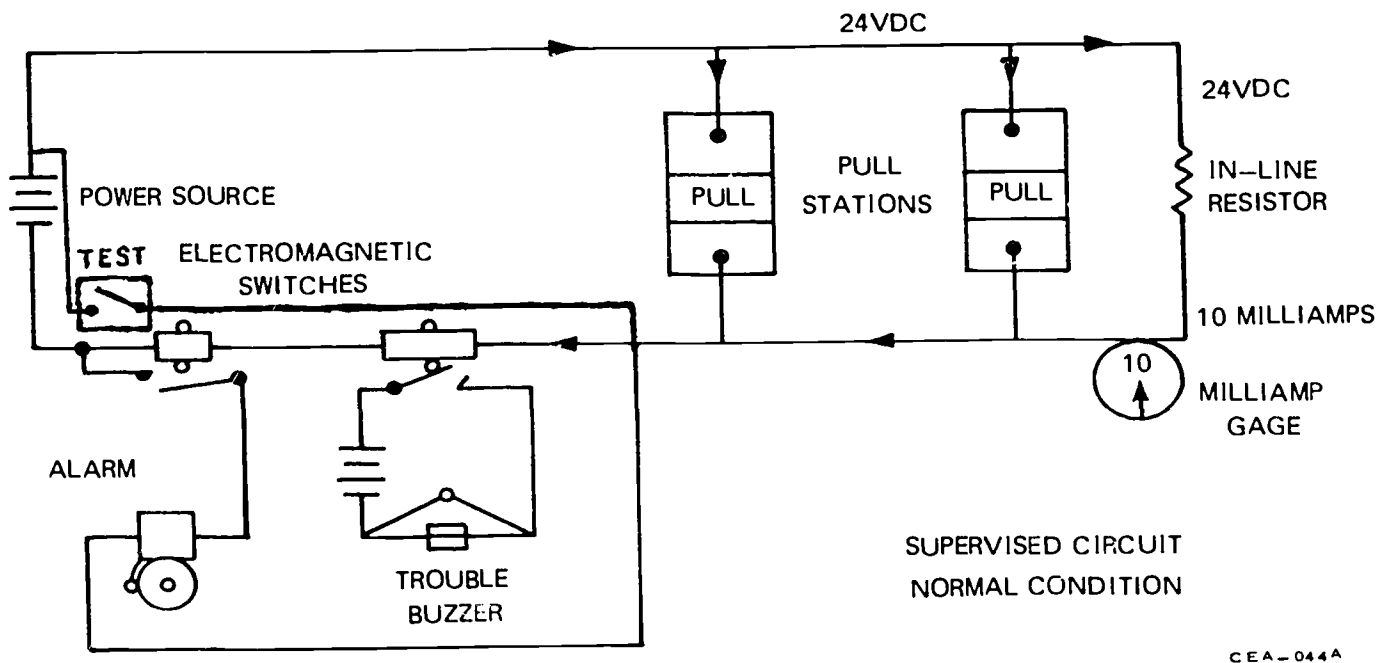 24VDC
24VDC
PULL
STATIONS
PULL
PULL
IN-LINE
RESISTOR
POWER SOURCE
TEST
ELECTROMAGNETIC
SWITCHES
10 MILLIAMPS
10
MILLIAMP
GAGE
ALARM
TROUBLE
BUZZER
SUPERVISED CIRCUIT
NORMAL CONDITION
CEA-044A